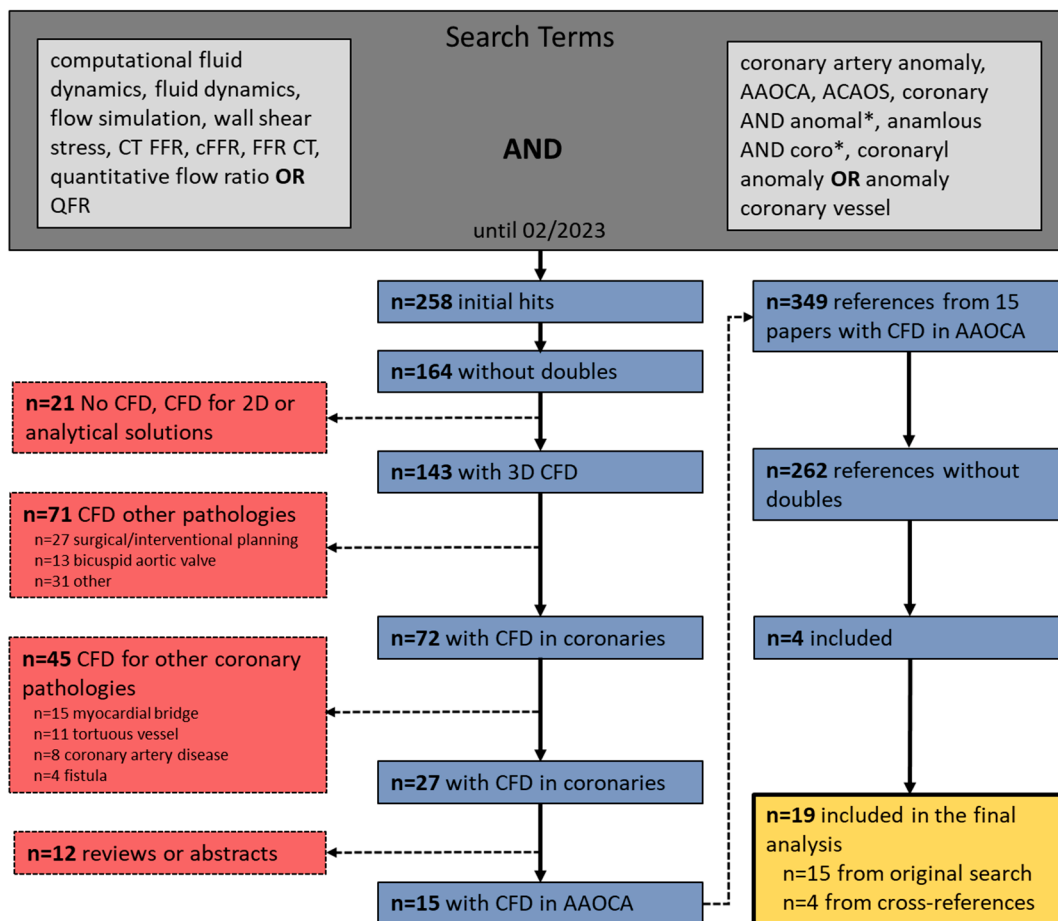 Search Terms
computational fluid
dynamics, fluid dynamics,
flow simulation, wall shear
stress, CT FFR, cFFR, FFR CT,
quantitative flow ratio OR
QFR
AND
coronary artery anomaly,
AAOCA, ACAOS, coronary
AND anomal*, anamlous
AND coro*, coronaryl
anomaly OR anomaly
coronary vessel
until 02/2023
n=258 initial hits
n=164 without doubles
n=21 No CFD, CFD for 2D or
analytical solutions
n=143 with 3D CFD
n=71 CFD other pathologies
n=27 surgical/interventional planning
n=13 bicuspid aortic valve
n=31 other
n=72 with CFD in coronaries
n=45 CFD for other coronary
pathologies
n=15 myocardial bridge
n=11 tortuous vessel
n=8 coronary artery disease
n=4 fistula
n=27 with CFD in coronaries
n=12 reviews or abstracts
n=15 with CFD in AAOCA
n=349 references from 15
papers with CFD in AAOCA
n=262 references without
doubles
n=4 included
n=19 included in the final
analysis
n=15 from original search
n=4 from cross-references